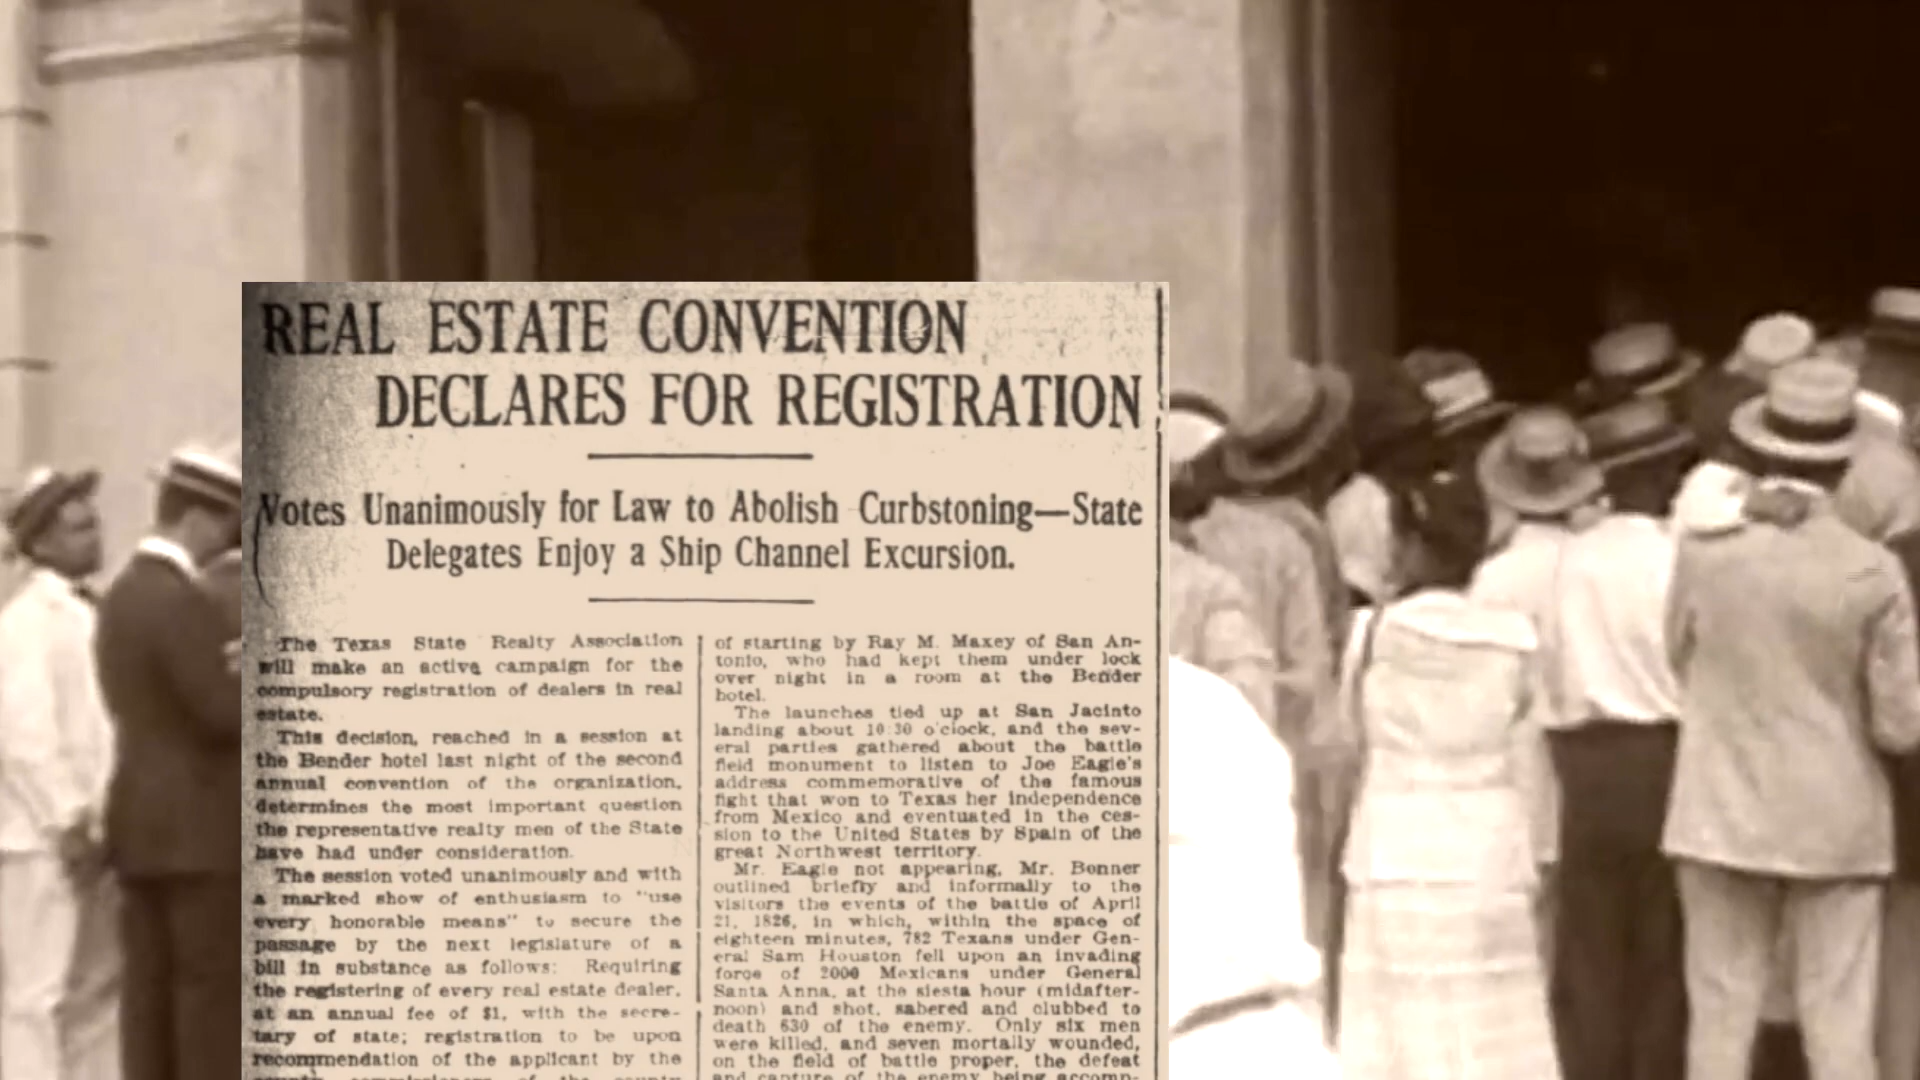 REAL ESTATE CONVENTION
DECLARES FOR REGISTRATION
Votes Unanimously for Law to Abolish Curbstoning—State
Delegates Enjoy a Ship Channel Excursion.
The Texas State Realty Association
will make an active campaign for the
compulsory registration of dealers in real
estate.
This decision, reached in a session at
the Bender hotel last night of the second
annual convention of the organization,
determines the most important question
the representative realty men of the State
have had under consideration.
The session voted unanimously and with
a marked show of enthusiasm to "use
every honorable means" to secure the
passage by the next legislature of a
bill in substance as follows: Requiring
the registering of every real estate dealer,
at an annual fee of $1, with the secre-
tary of state; registration to be upon
recommendation of the applicant by the
county commissioners of the county
of starting by Ray M. Maxey of San An-
tonio, who had kept them under lock
over night in a room at the Bender
hotel.
The launches tied up at San Jacinto
landing about 10:30 o'clock, and the sev-
eral parties gathered about the battle
field monument to listen to Joe Eagle's
address commemorative of the famous
fight that won to Texas her independence
from Mexico and eventuated in the ces-
sion to the United States by Spain of the
great Northwest territory.
Mr. Eagle not appearing, Mr. Bonner
outlined briefly and informally to the
visitors the events of the battle of April
21, 1826, in which, within the space of
eighteen minutes, 782 Texans under Gen-
eral Sam Houston fell upon an invading
force of 2000 Mexicans under General
Santa Anna, at the siesta hour (midafter-
noon) and shot, sabered and clubbed to
death 630 of the enemy. Only six men
were killed, and seven mortally wounded,
on the field of battle proper, the defeat
and capture of the enemy being accomp-